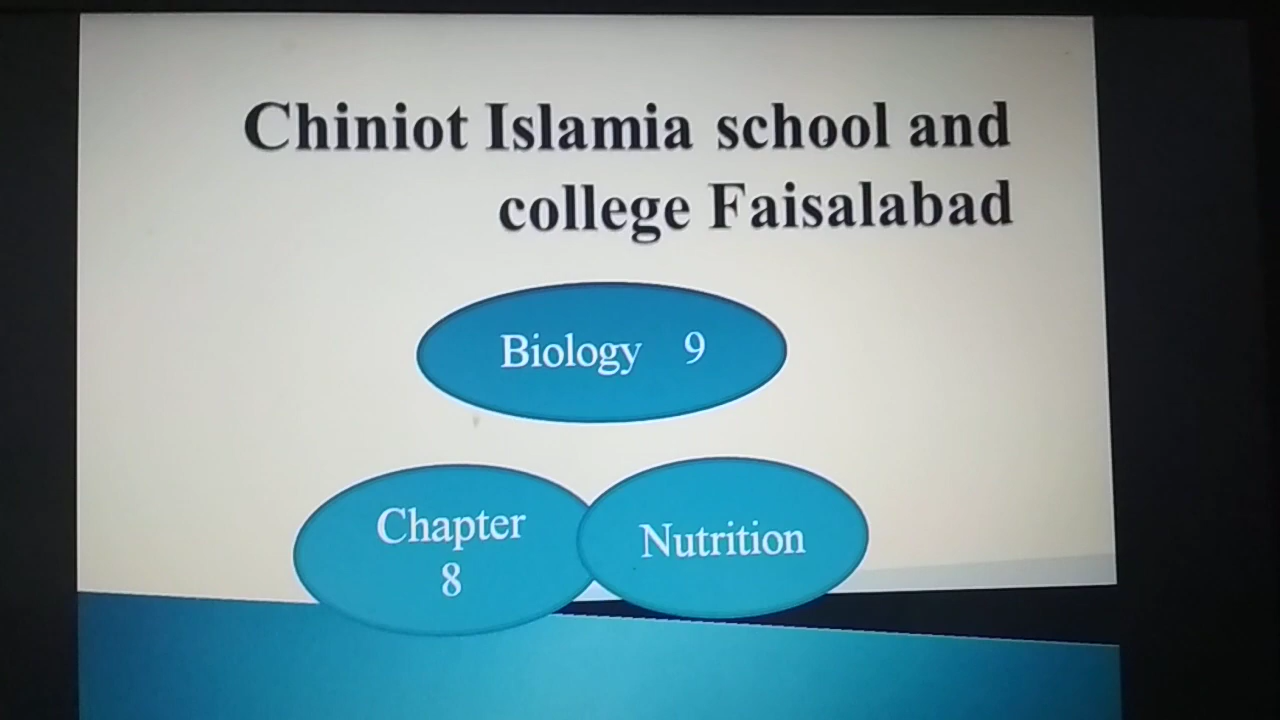 Chiniot Islamia school and
college Faisalabad
Biology 9
Chapter
8
Nutrition